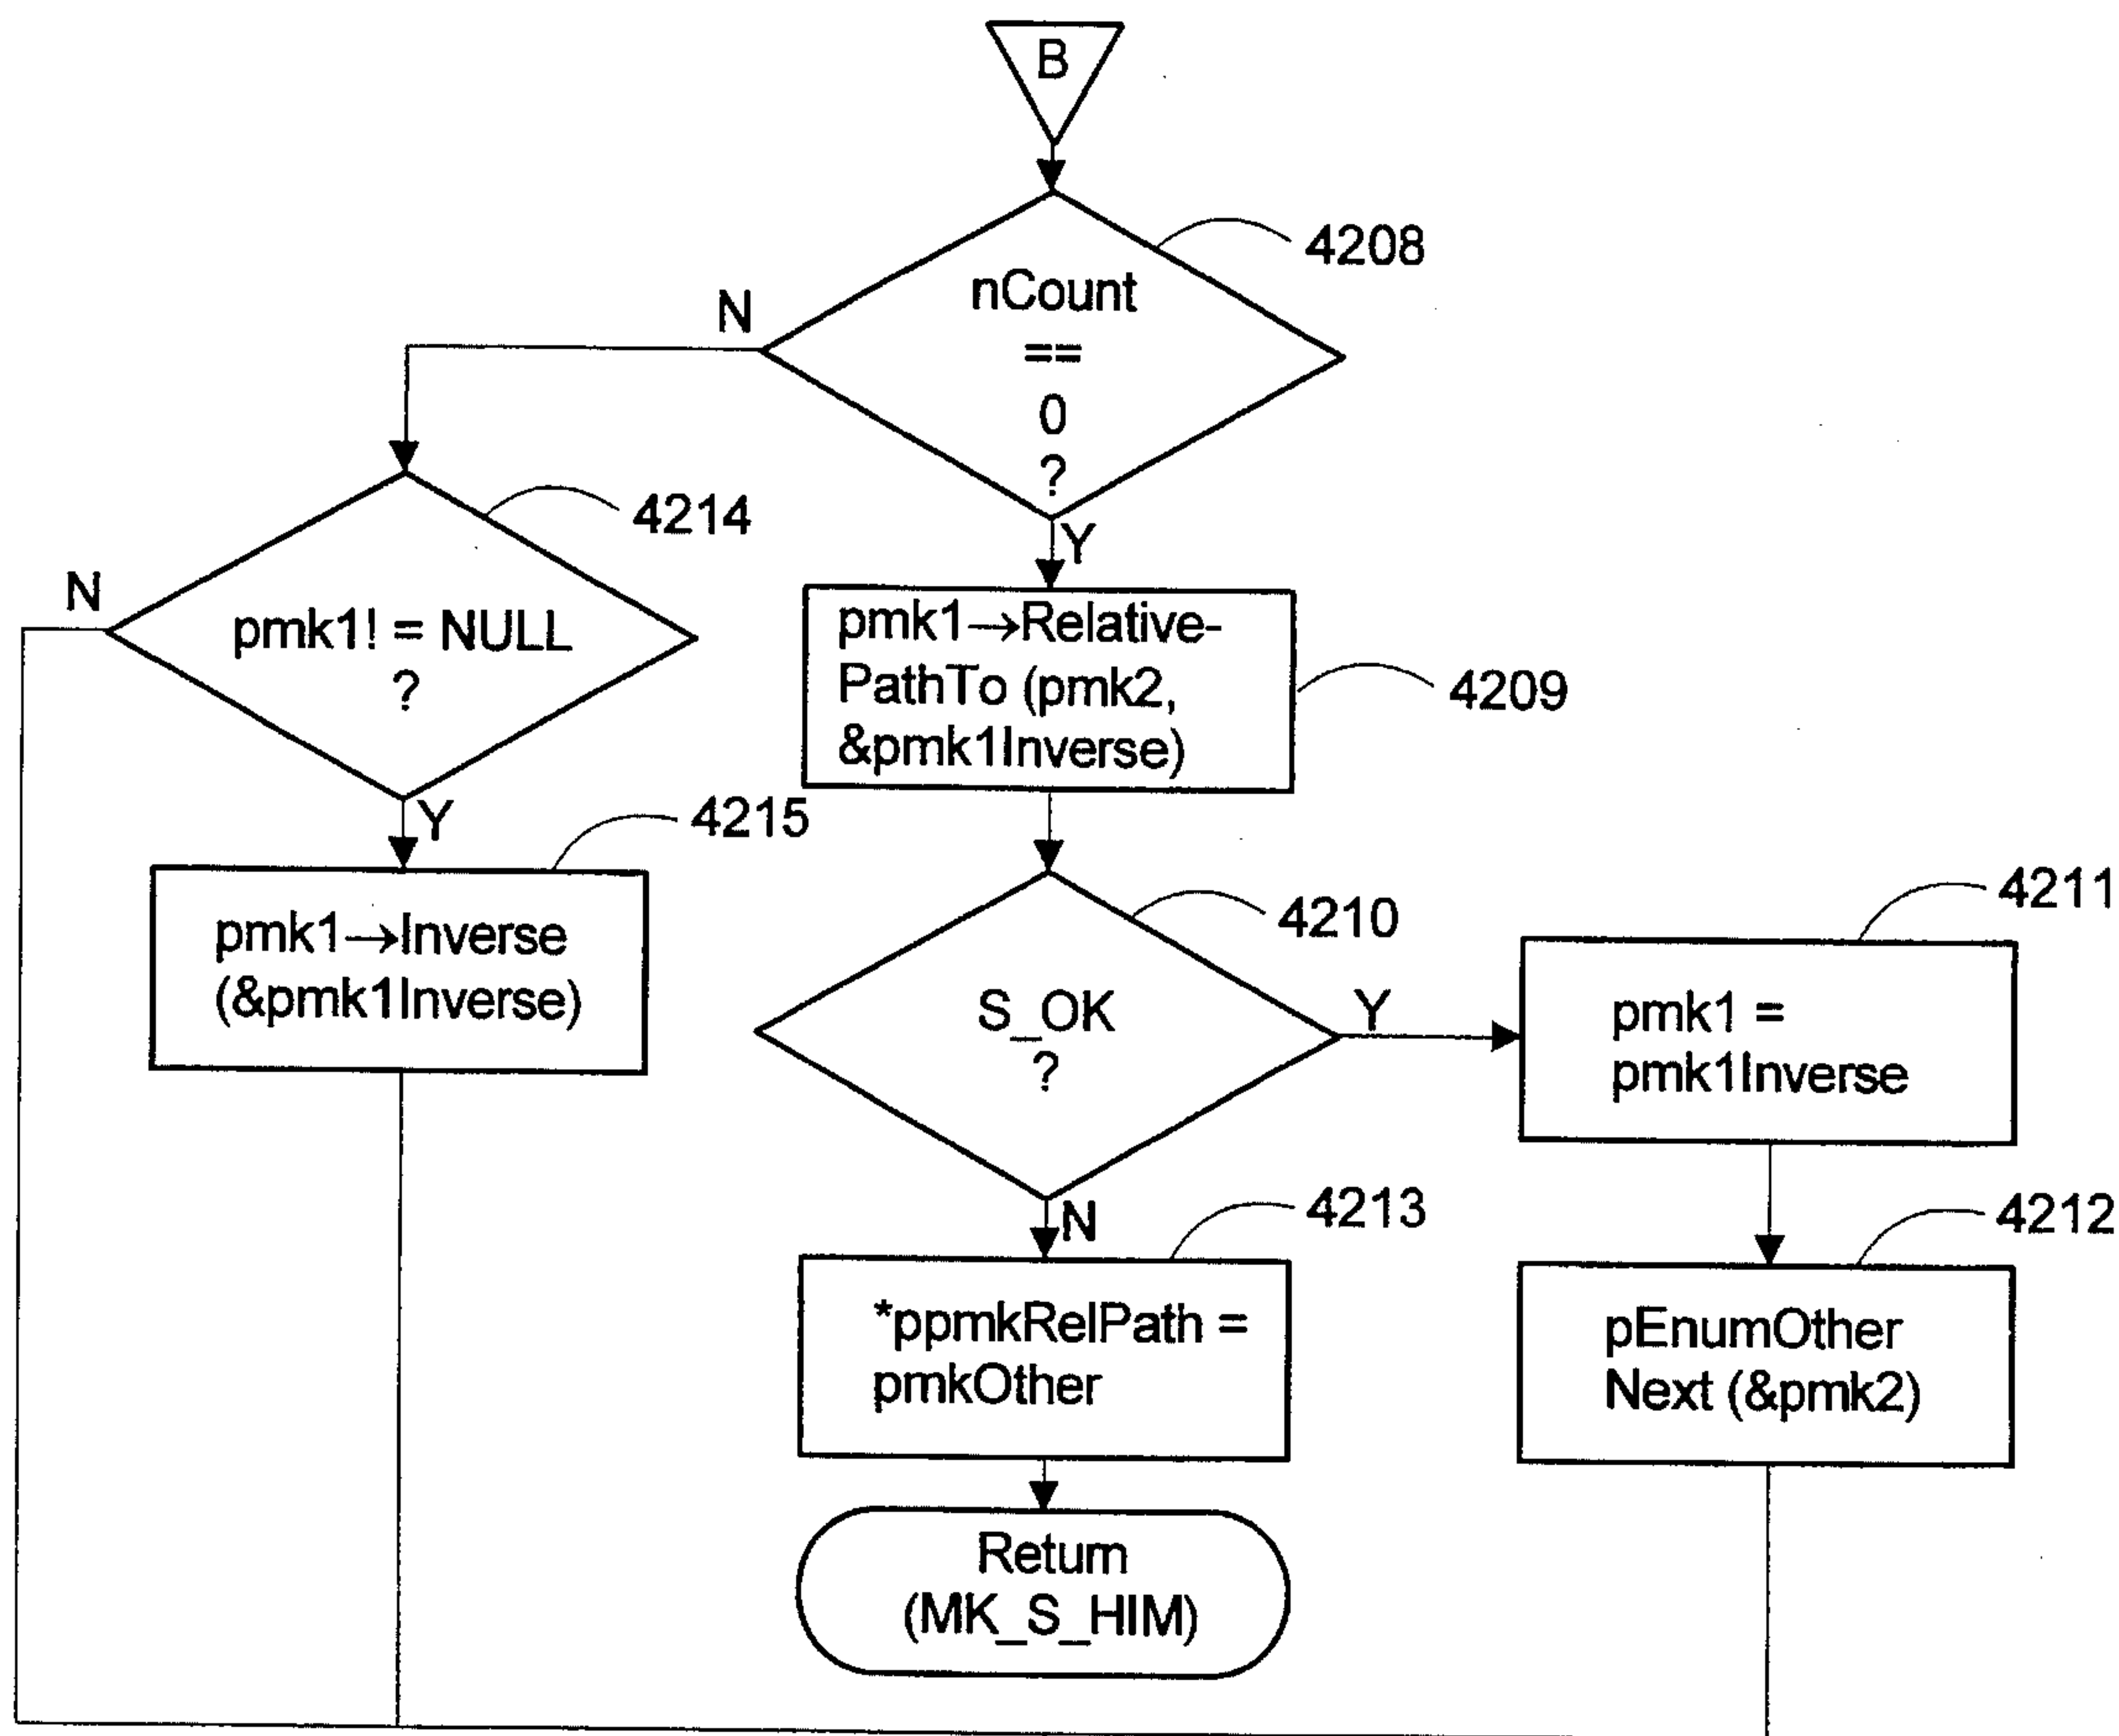 B
4208
nCount
==
0
?
N
Y
4214
pmk1! = NULL
?
N
Y
pmk1→Relative-
PathTo (pmk2,
&pmk1Inverse)
4209
4215
pmk1→Inverse
(&pmk1Inverse)
4210
S_OK
?
Y
N
4211
pmk1 =
pmk1Inverse
4213
*ppmkRelPath =
pmkOther
4212
pEnumOther
Next (&pmk2)
Return
(MK_S_HIM)